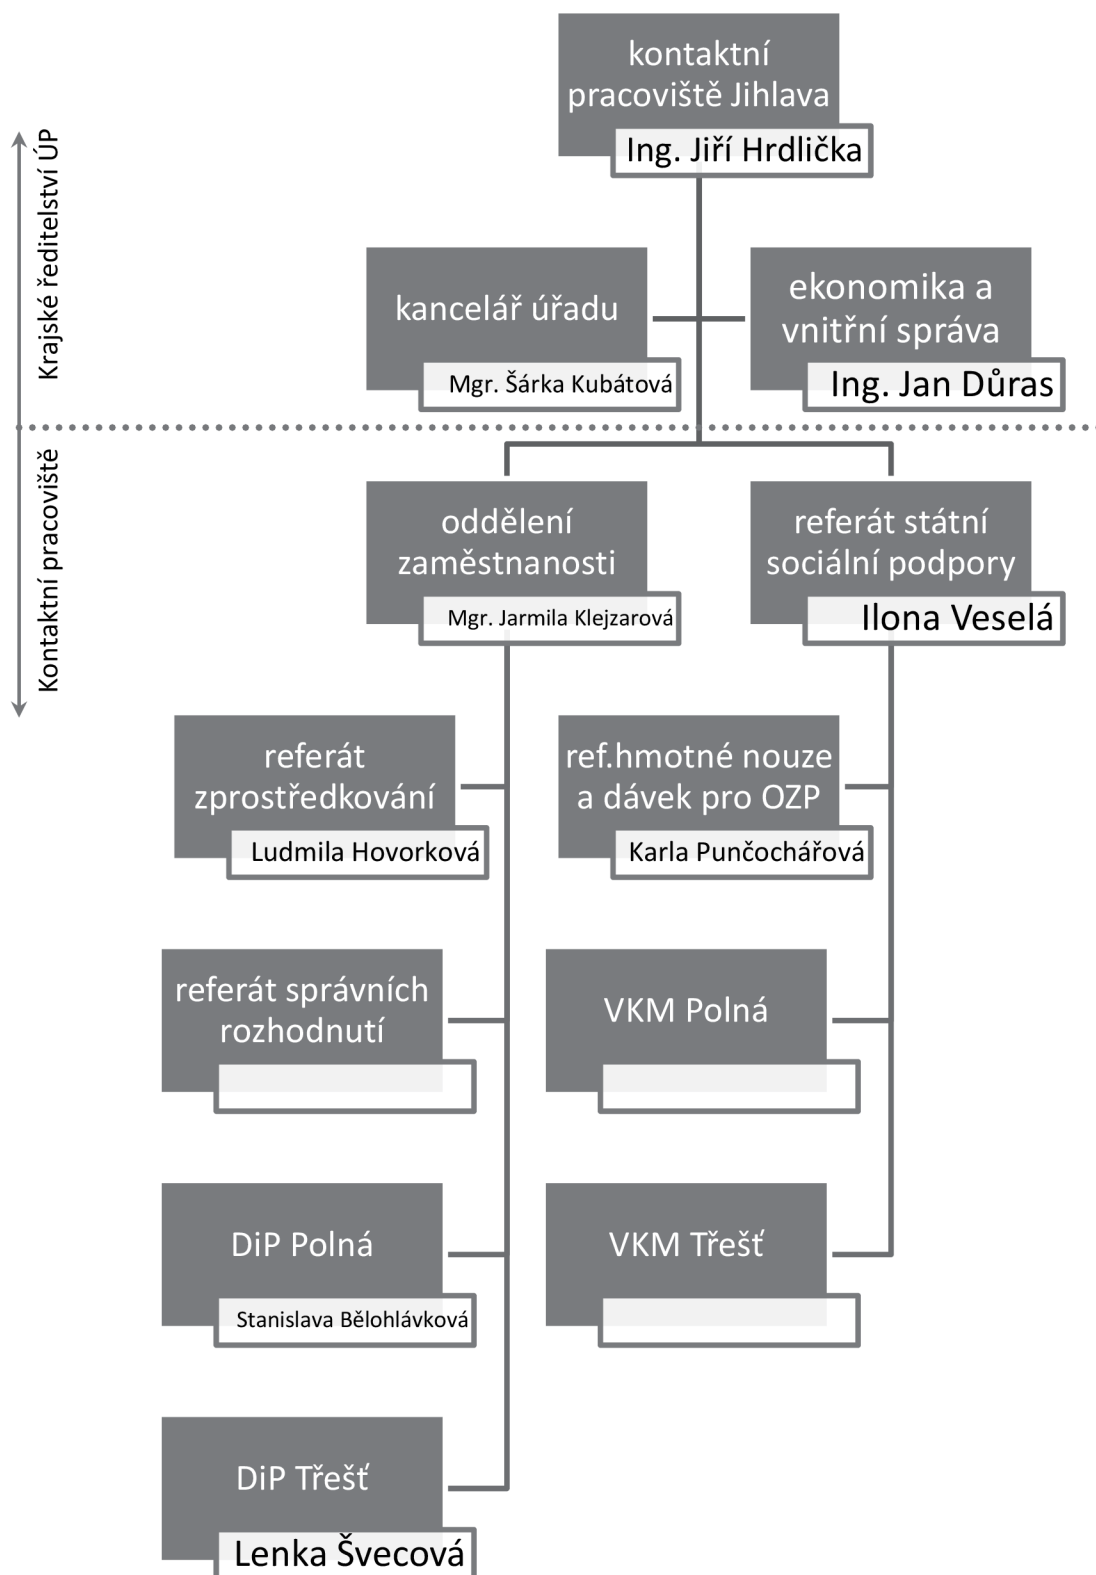 kontaktní
pracoviště Jihlava
Ing. Jiří Hrdlička
Krajské ředitelství ÚP
kancelář úřadu
Mgr. Šárka Kubátová
ekonomika a
vnitřní správa
Ing. Jan Důras
Kontaktní pracoviště
oddělení
zaměstnanosti
Mgr. Jarmila Klejzarová
referát státní
sociální podpory
Ilona Veselá
referát
zprostředkování
Ludmila Hovorková
ref.hmotné nouze
a dávek pro OZP
Karla Punčochářová
referát správních
rozhodnutí
VKM Polná
DiP Polná
Stanislava Bělohlávková
VKM Třešť
DiP Třešť
Lenka Švecová